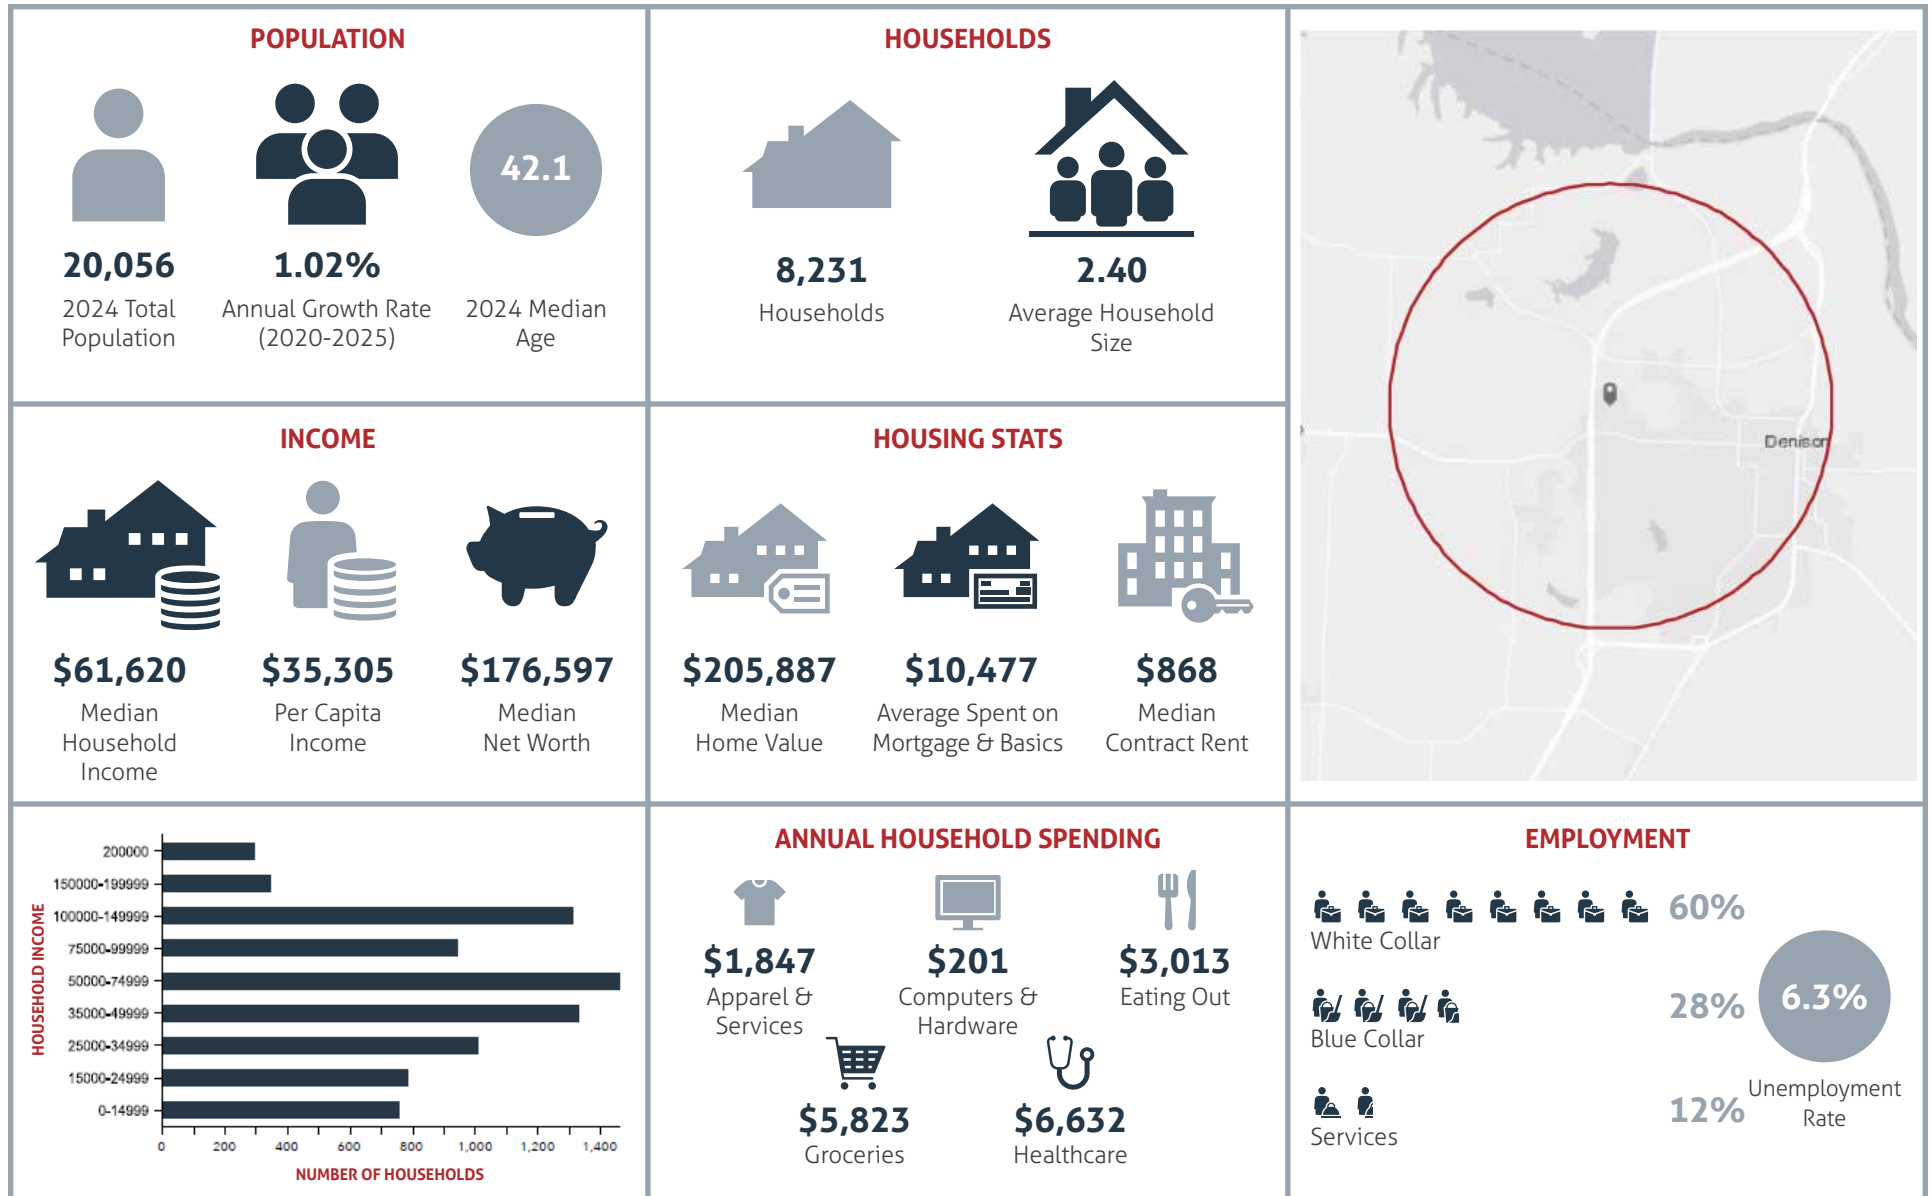 POPULATION
42.1
20,056
1.02%
2024 Total
Population
Annual Growth Rate
(2020-2025)
2024 Median
Age
HOUSEHOLDS
8,231
Households
2.40
Average Household
Size
Denison
INCOME
$61,620
Median
Household
Income
$35,305
Per Capita
Income
$176,597
Median
Net Worth
HOUSING STATS
$205,887
Median
Home Value
$10,477
Average Spent on
Mortgage & Basics
$868
Median
Contract Rent
HOUSEHOLD INCOME
200000
150000-199999
100000-149999
75000-99999
50000-74999
35000-49999
25000-34999
15000-24999
0-14999
0 200 400 600 800 1,000 1,200 1,400
NUMBER OF HOUSEHOLDS
ANNUAL HOUSEHOLD SPENDING
$1,847
Apparel &
Services
$201
Computers &
Hardware
$3,013
Eating Out
$5,823
Groceries
$6,632
Healthcare
EMPLOYMENT
60%
White Collar
28%
Blue Collar
12%
Services
6.3%
Unemployment
Rate